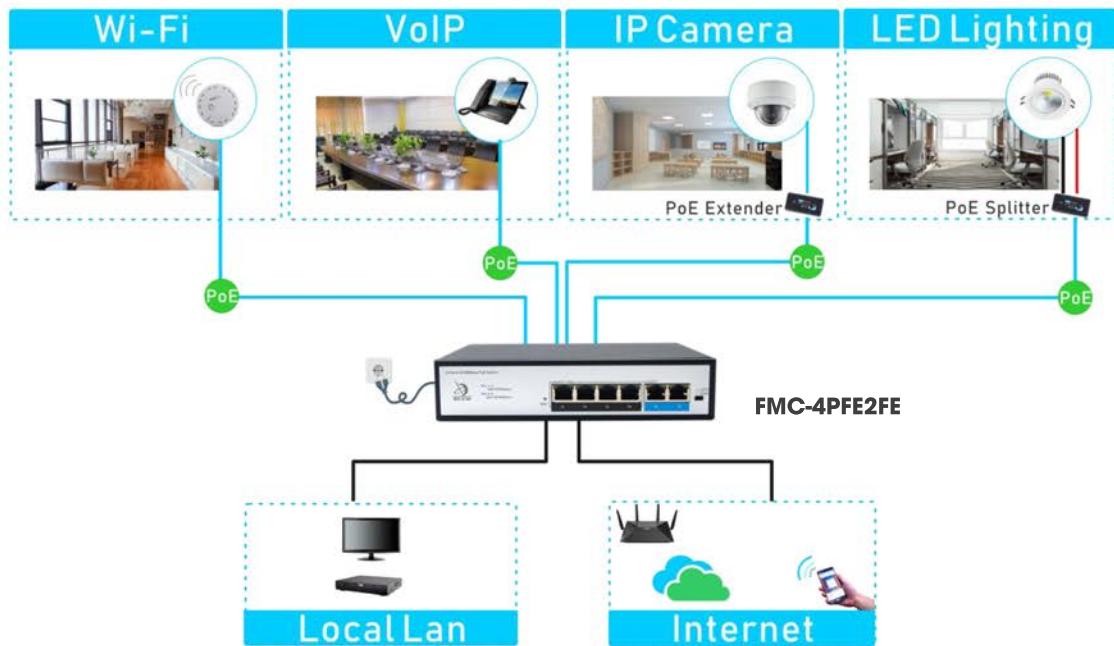 Wi-Fi
VoIP
IP Camera
LED Lighting
PoE Extender
PoE Splitter
PoE
PoE
PoE
PoE
FMC-4PFE2FE
Local Lan
Internet